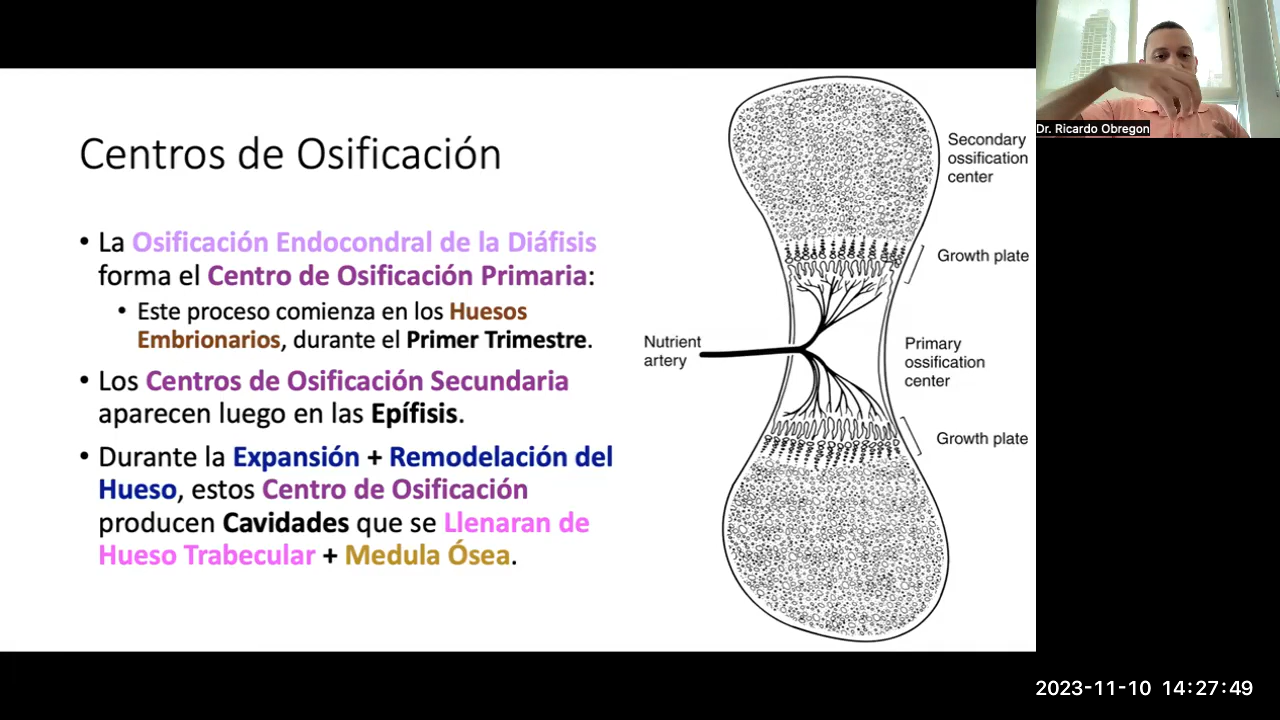 Centros de Osificación
• La Osificación Endocondral de la Diáfisis
forma el Centro de Osificación Primaria:
• Este proceso comienza en los Huesos
Embrionarios, durante el Primer Trimestre.
• Los Centros de Osificación Secundaria
aparecen luego en las Epífisis.
• Durante la Expansión + Remodelación del
Hueso, estos Centro de Osificación
producen Cavidades que se Llenaran de
Hueso Trabecular + Medula Ósea.
Secondary
ossification
center
Growth plate
Nutrient
artery
Primary
ossification
center
Growth plate
Dr. Ricardo Obregon
2023-11-10 14:27:49